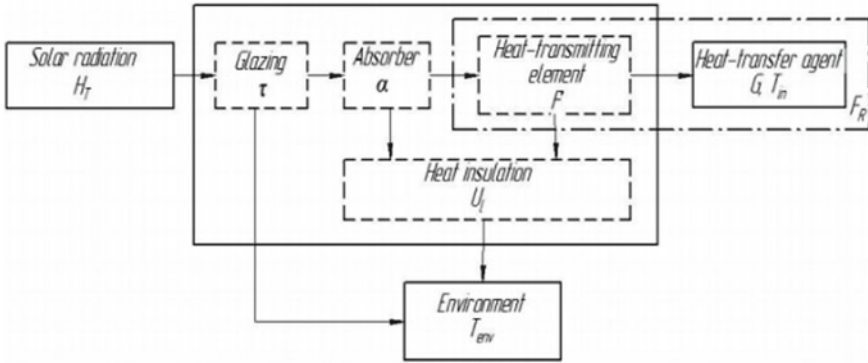 Solar radiation
H_T
Glazing
τ
Absorber
α
Heat-transmitting
element
F'
Heat-transfer agent
G, T_in
F_R
Heat insulation
U_l
Environment
T_env